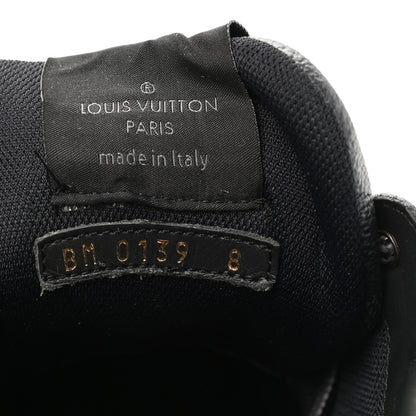 ®
LOUIS VUITTON
PARIS
made in Italy
BM 0139 8